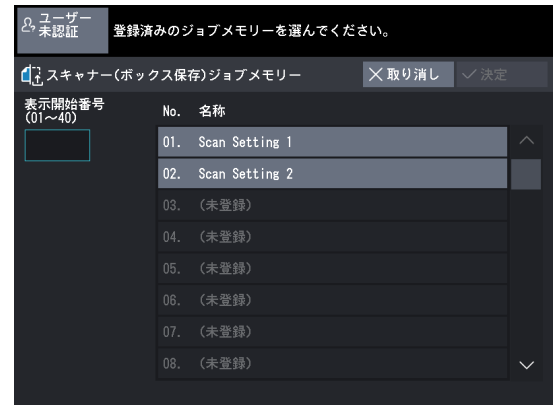 ユーザー
未認証
登録済みのジョブメモリーを選んでください。
スキャナー(ボックス保存)ジョブメモリー
取り消し
決定
表示開始番号
(01～40)
No. 名称
01. Scan Setting 1
02. Scan Setting 2
03. (未登録)
04. (未登録)
05. (未登録)
06. (未登録)
07. (未登録)
08. (未登録)